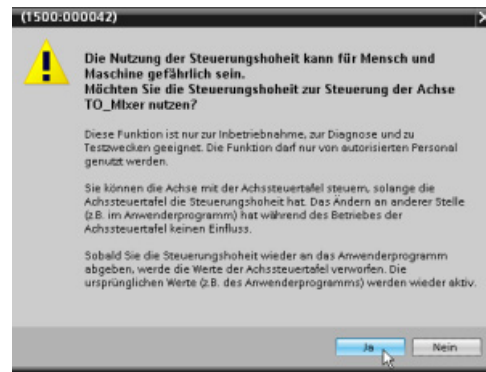 (1500:000042)
Die Nutzung der Steuerungshoheit kann für Mensch und
Maschine gefährlich sein.
Möchten Sie die Steuerungshoheit zur Steuerung der Achse
TO_MIxer nutzen?
Diese Funktion ist nur zur Inbetriebnahme, zur Diagnose und zu
Testzwecken geeignet. Die Funktion darf nur von autorisierten Personal
genutzt werden.
Sie können die Achse mit der Achssteuertafel steuern, solange die
Achssteuertafel die Steuerungshoheit hat. Das Ändern an anderer Stelle
(z.B. im Anwenderprogramm) hat während des Betriebes der
Achssteuertafel keinen Einfluss.
Sobald Sie die Steuerungshoheit wieder an das Anwenderprogramm
abgeben, werde die Werte der Achssteuertafel verworfen. Die
ursprünglichen Werte (z.B. des Anwenderprogramms) werden wieder aktiv.
Ja
Nein